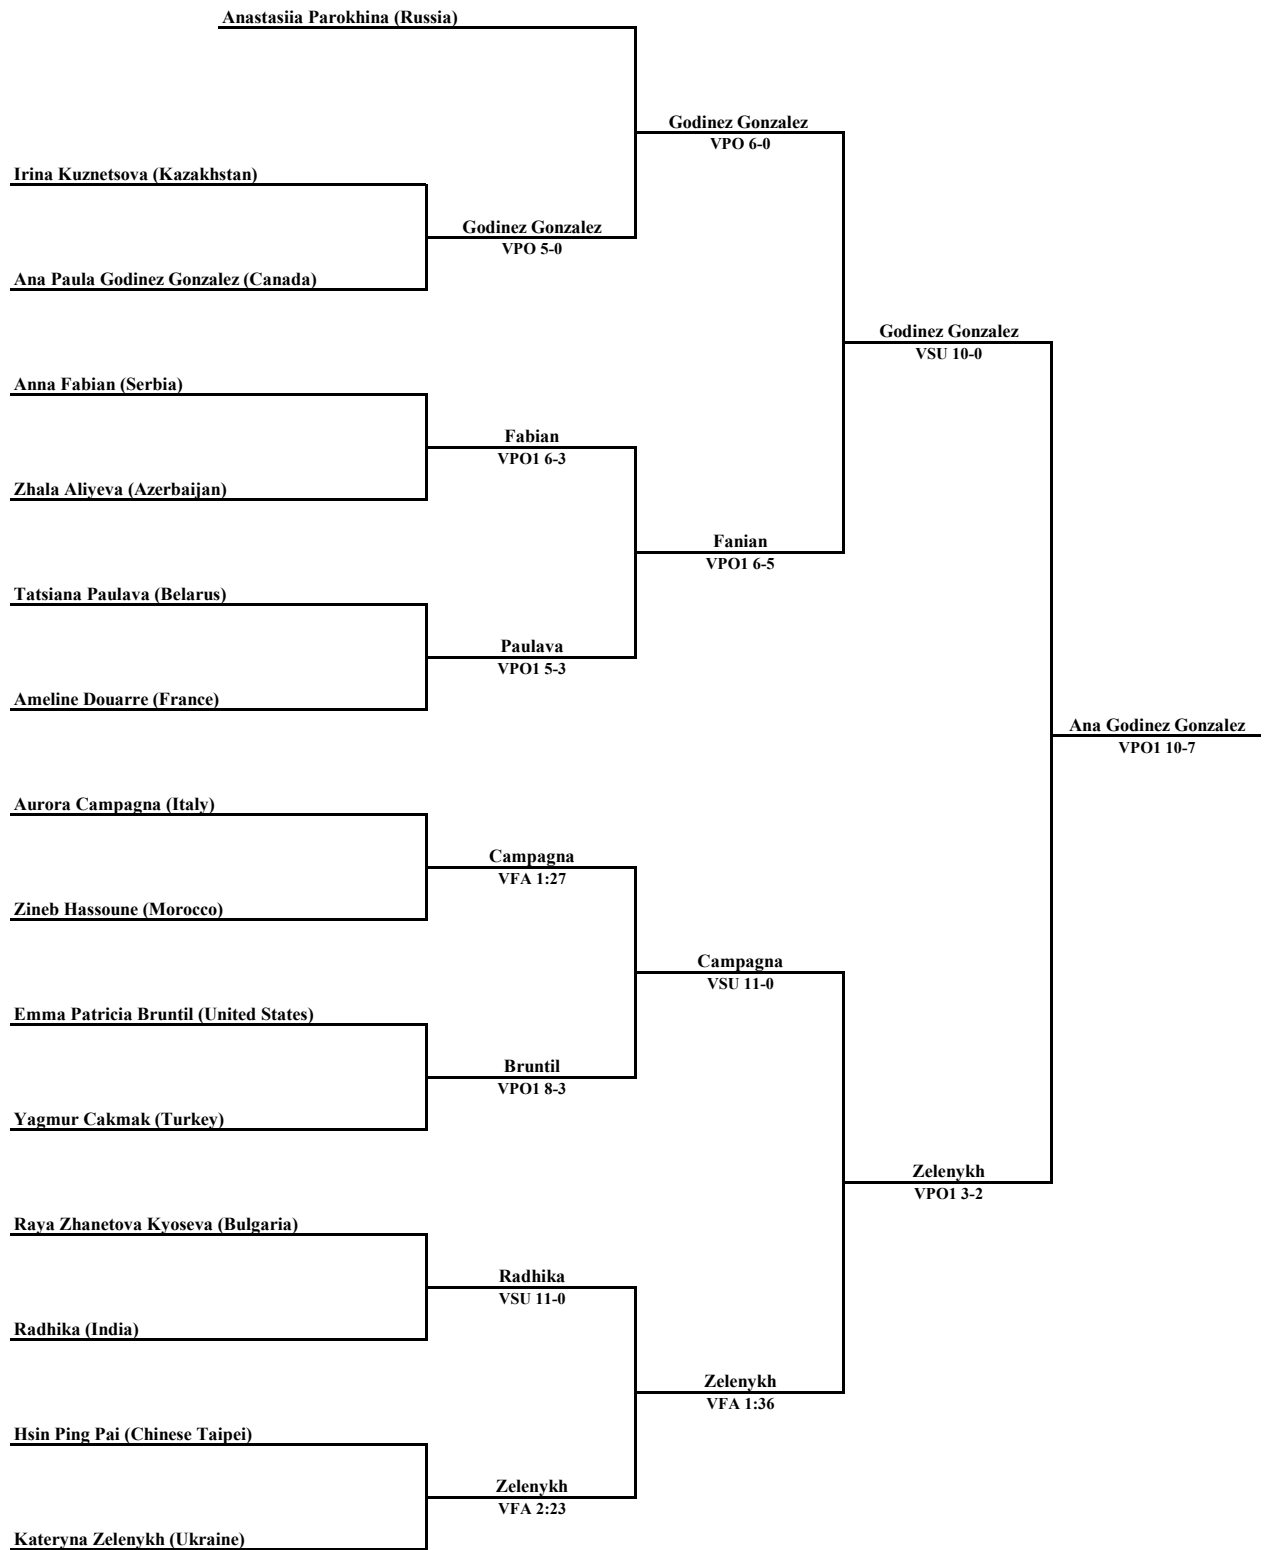 Anastasiia Parokhina (Russia)
Godinez Gonzalez
VPO 6-0
Irina Kuznetsova (Kazakhstan)
Godinez Gonzalez
VPO 5-0
Ana Paula Godinez Gonzalez (Canada)
Godinez Gonzalez
VSU 10-0
Anna Fabian (Serbia)
Fabian
VPO1 6-3
Zhala Aliyeva (Azerbaijan)
Fanian
VPO1 6-5
Tatsiana Paulava (Belarus)
Paulava
VPO1 5-3
Ameline Douarre (France)
Ana Godinez Gonzalez
VPO1 10-7
Aurora Campagna (Italy)
Campagna
VFA 1:27
Zineb Hassoune (Morocco)
Campagna
VSU 11-0
Emma Patricia Bruntil (United States)
Bruntil
VPO1 8-3
Yagmur Cakmak (Turkey)
Zelenykh
VPO1 3-2
Raya Zhanetova Kyoseva (Bulgaria)
Radhika
VSU 11-0
Radhika (India)
Zelenykh
VFA 1:36
Hsin Ping Pai (Chinese Taipei)
Zelenykh
VFA 2:23
Kateryna Zelenykh (Ukraine)